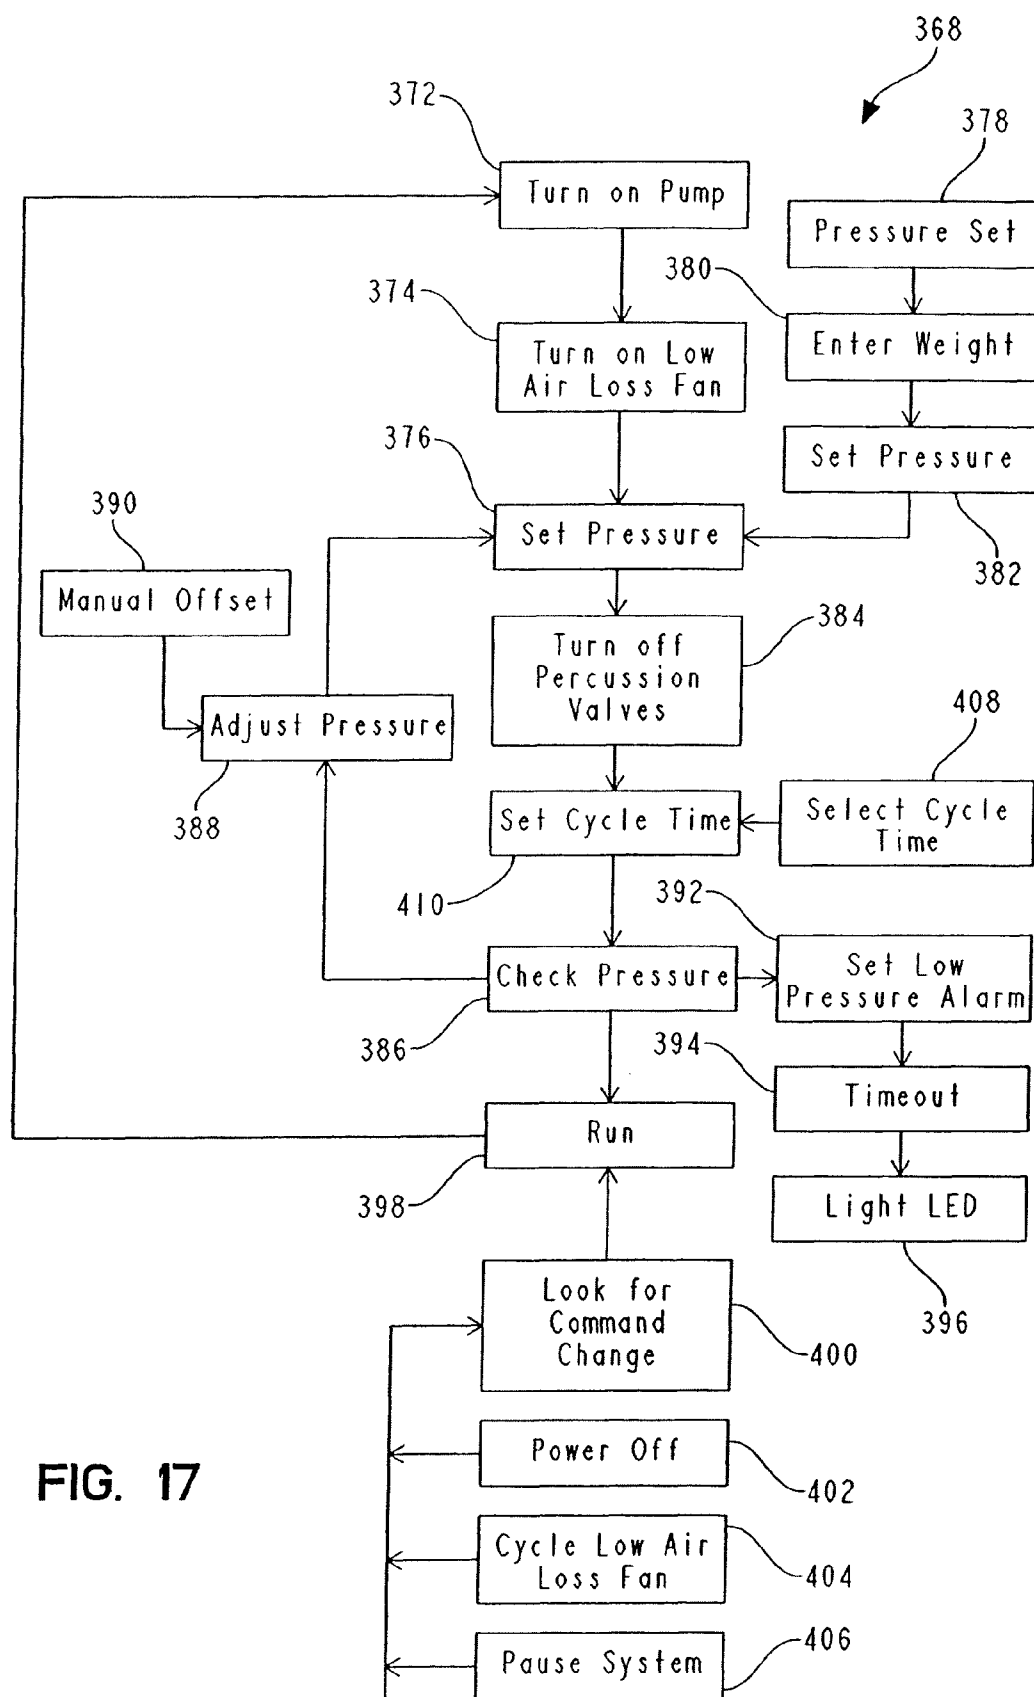 368
372
378
Turn on Pump
Pressure Set
380
374
Enter Weight
Turn on Low
Air Loss Fan
376
Set Pressure
390
Set Pressure
382
Manual Offset
384
Turn off
Percussion
Valves
408
Adjust Pressure
388
Set Cycle Time
Select Cycle
Time
410
392
Check Pressure
Set Low
Pressure Alarm
386
394
Timeout
Run
398
Light LED
396
Look for
Command
Change
400
FIG. 17
Power Off
402
Cycle Low Air
Loss Fan
404
406
Pause System